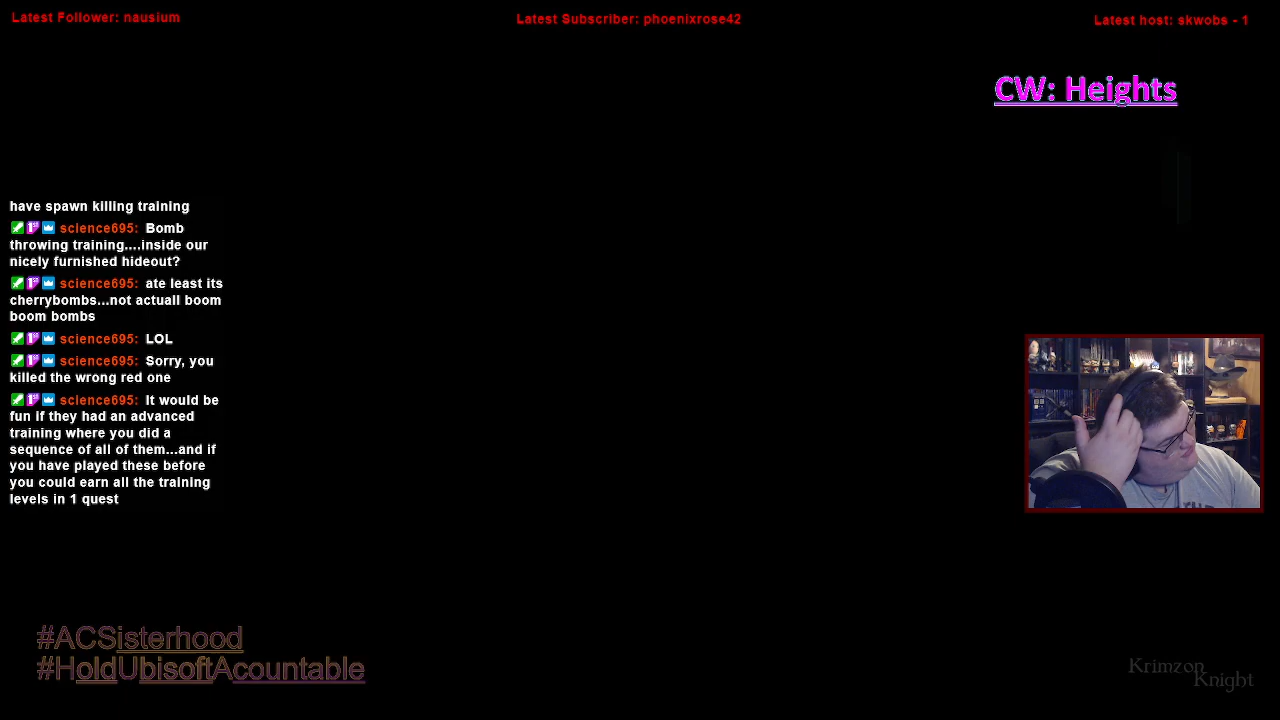 Latest Follower: nausium
Latest Subscriber: phoenixrose42
Latest host: skwobs - 1
CW: Heights
have spawn killing training
science695: Bomb
throwing training....inside our
nicely furnished hideout?
science695: ate least its
cherrybombs...not actuall boom
boom bombs
science695: LOL
science695: Sorry, you
killed the wrong red one
science695: It would be
fun if they had an advanced
training where you did a
sequence of all of them...and if
you have played these before
you could earn all the training
levels in 1 quest
#ACSisterhood
#HoldUbisoftAcountable
Krimzon
Knight